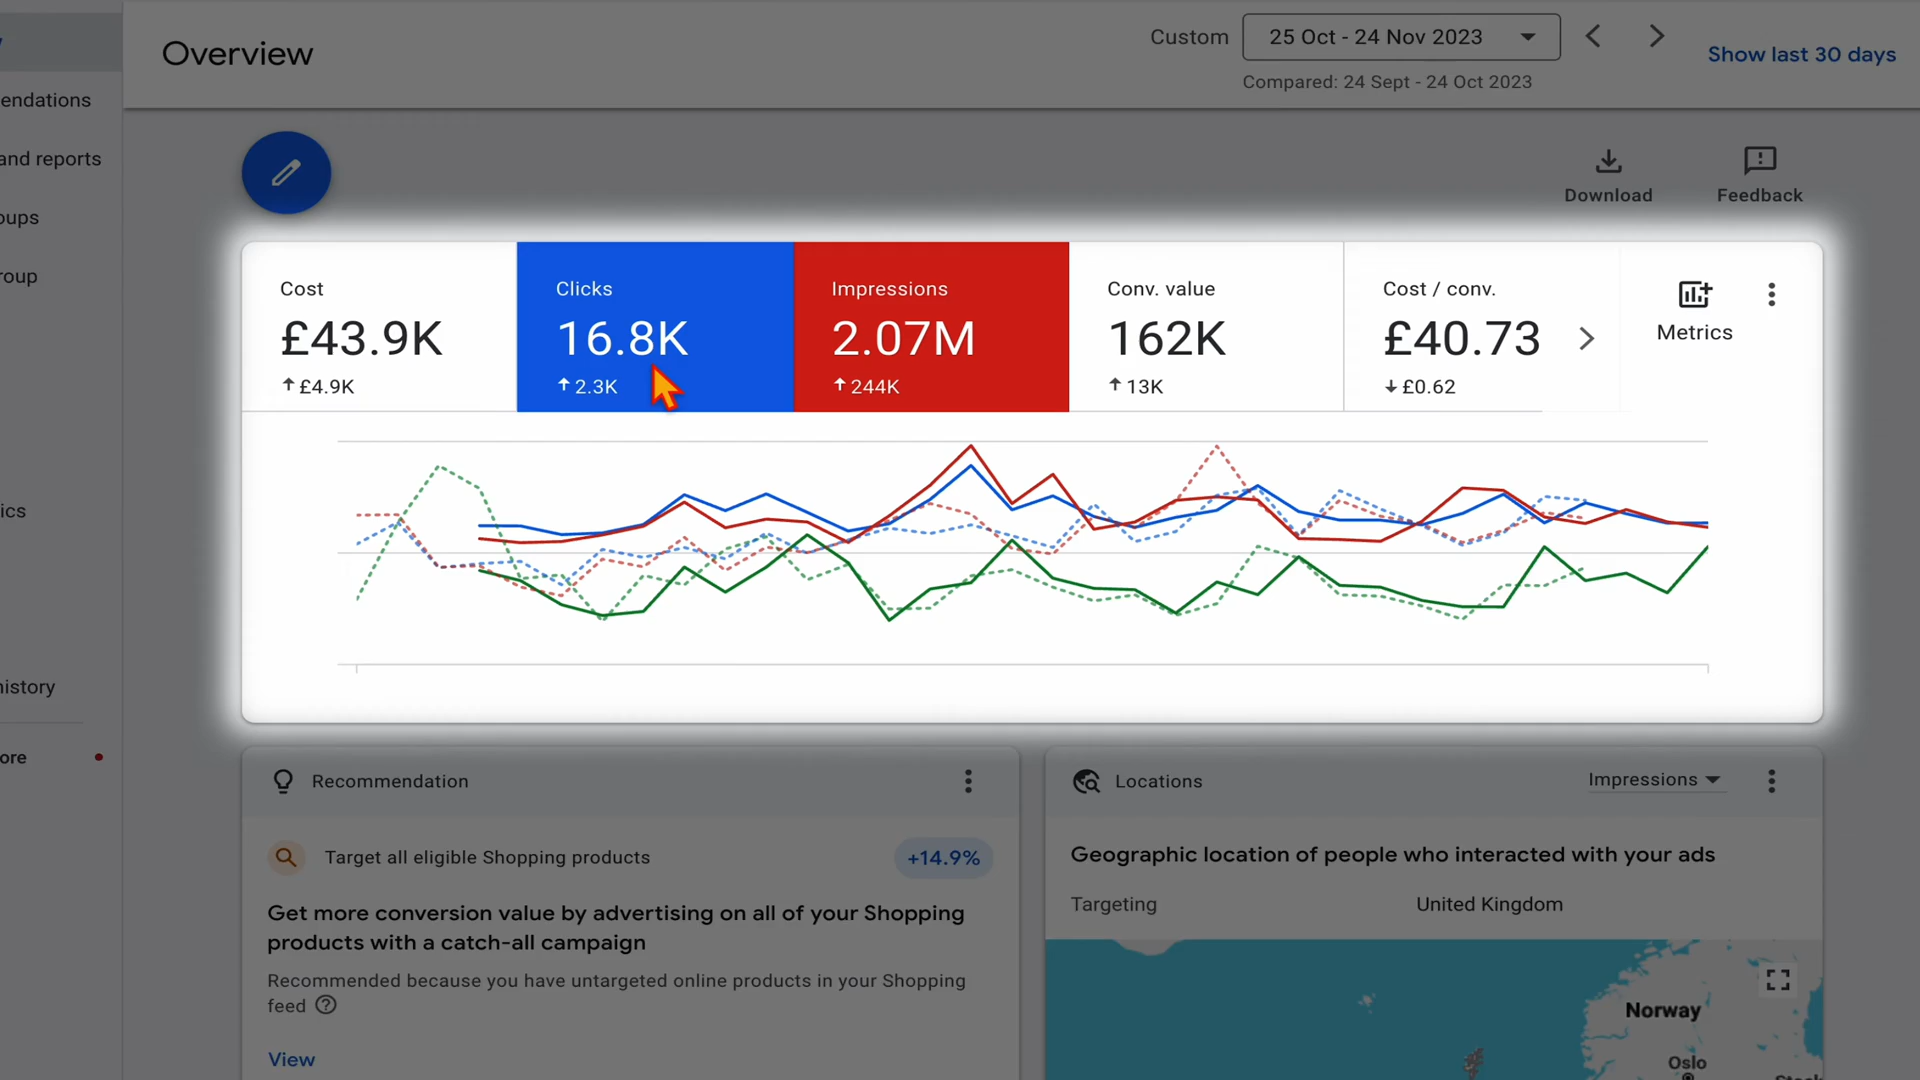 Overview
Custom
25 Oct - 24 Nov 2023
Compared: 24 Sept - 24 Oct 2023
Show last 30 days
endations
and reports
oups
roup
ics
history
ore
Download
Feedback
Cost
£43.9K
↑£4.9K
Clicks
16.8K
↑2.3K
Impressions
2.07M
↑244K
Conv. value
162K
↑13K
Cost / conv.
£40.73
↓£0.62
Metrics
Recommendation
Target all eligible Shopping products
+14.9%
Get more conversion value by advertising on all of your Shopping
products with a catch-all campaign
Recommended because you have untargeted online products in your Shopping
feed
View
Locations
Impressions
Geographic location of people who interacted with your ads
Targeting
United Kingdom
Norway
Oslo